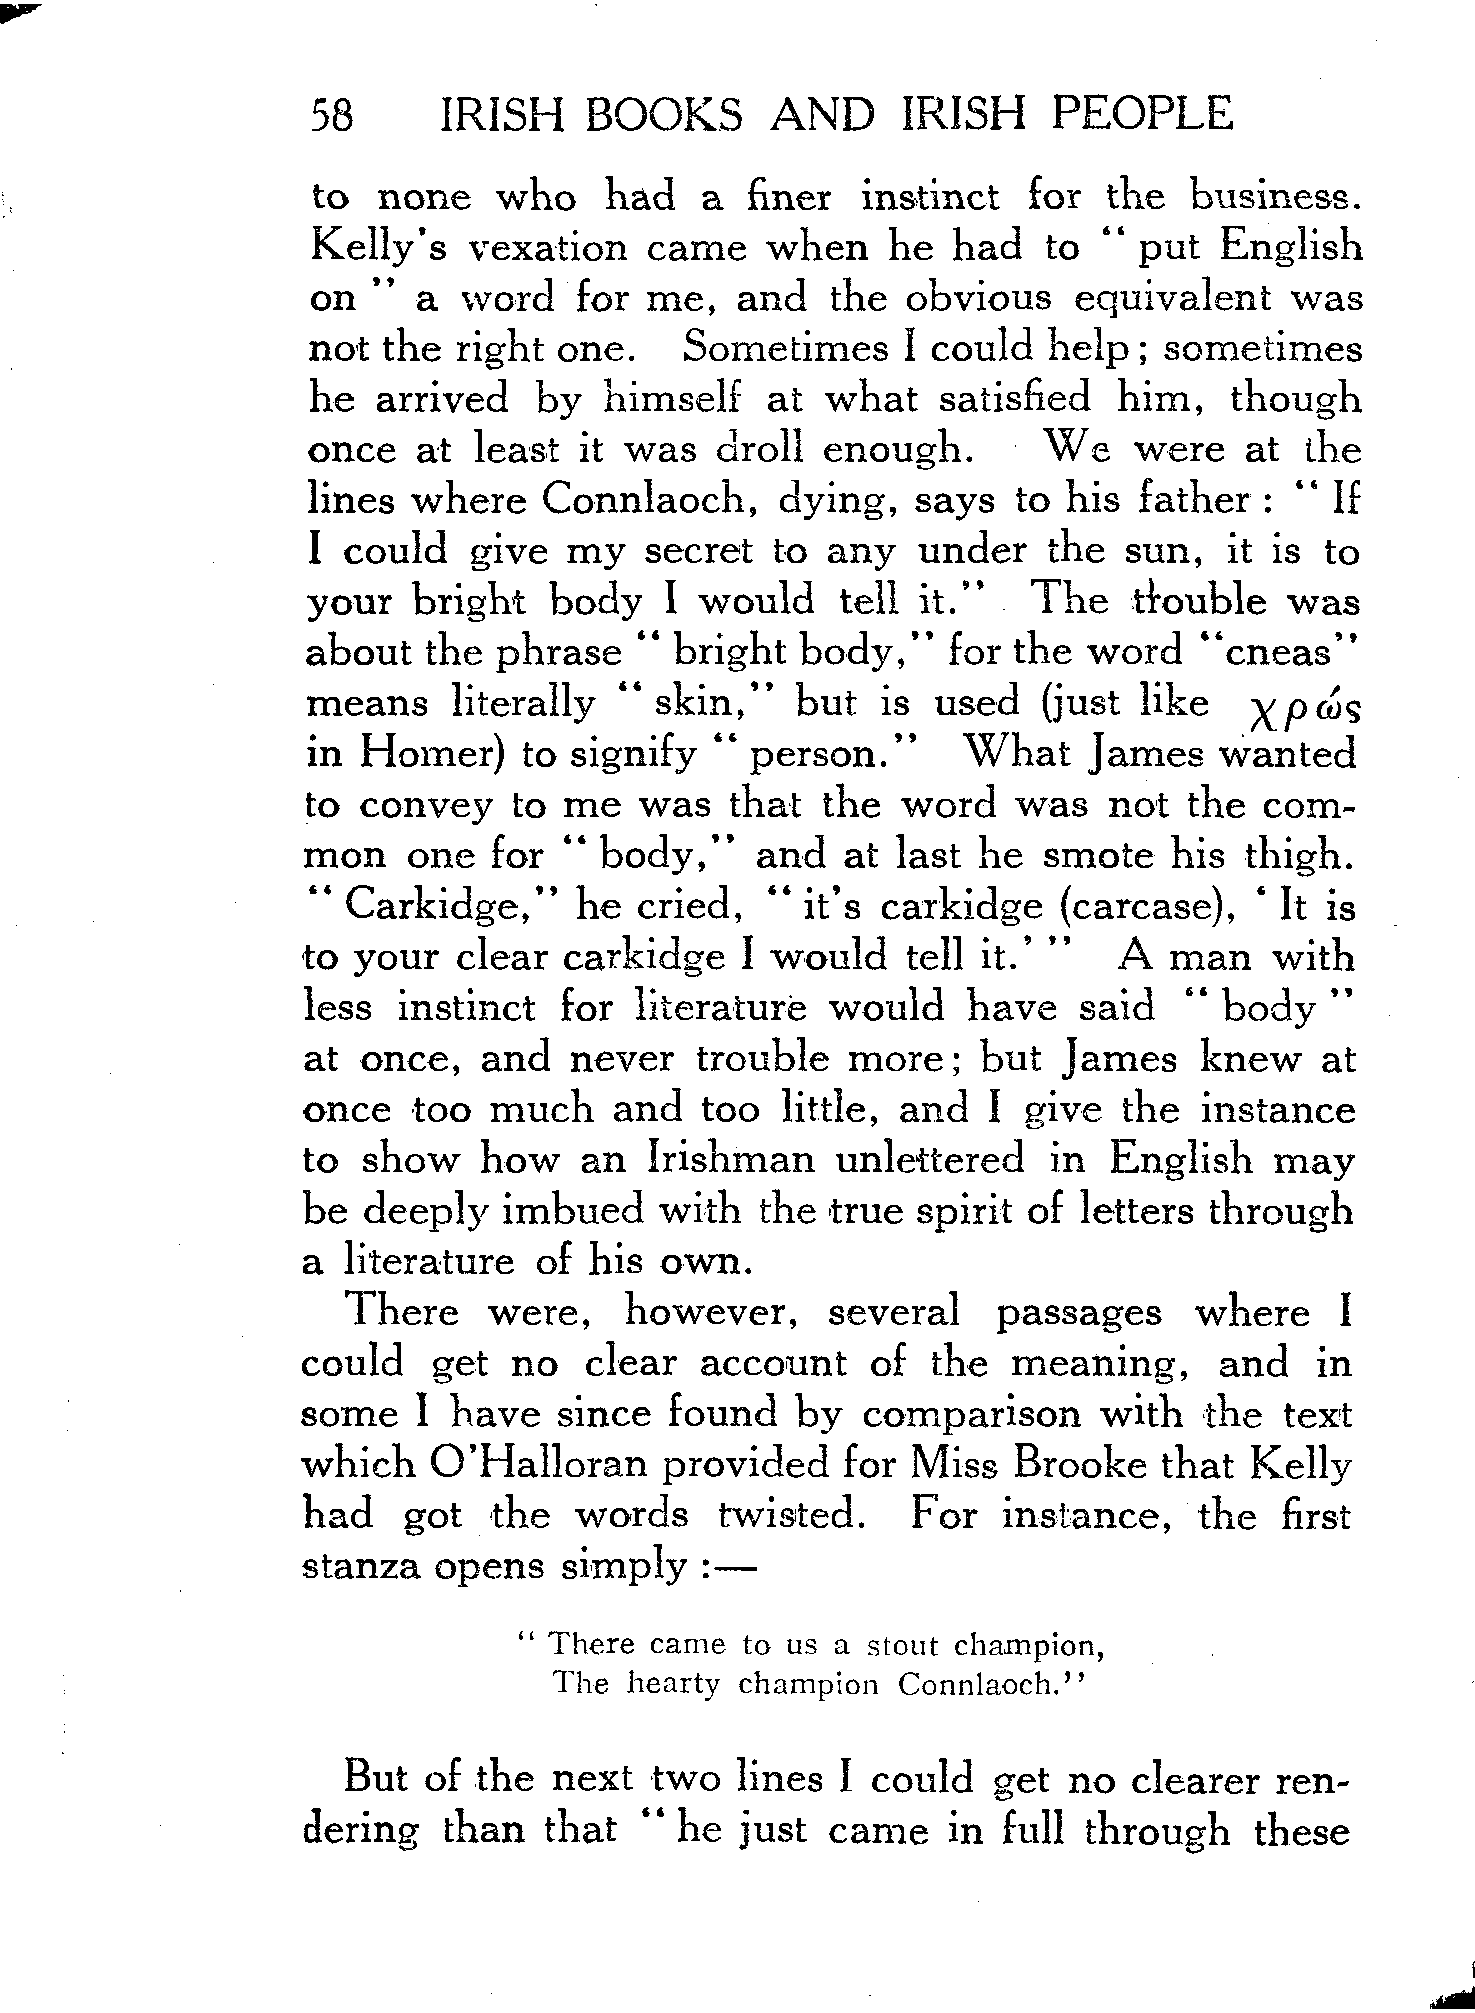 58 IRISH BOOKS AND IRISH PEOPLE
to none who had a finer instinct for the business.
Kelly's vexation came when he had to “ put English
on ” a word for me, and the obvious equivalent was
not the right one. Sometimes I could help ; sometimes
he arrived by himself at what satisfied him, though
once at least it was droll enough. We were at the
lines where Connlaoch, dying, says to his father : “ If
I could give my secret to any under the sun, it is to
your bright body I would tell it.” The trouble was
about the phrase “ bright body,” for the word “cneas”
means literally “ skin,” but is used (just like χρώς
in Homer) to signify “ person.” What James wanted
to convey to me was that the word was not the com-
mon one for “ body,” and at last he smote his thigh.
“ Carkidge,” he cried, “ it's carkidge (carcase), ‘ It is
to your clear carkidge I would tell it.’ ” A man with
less instinct for literature would have said “ body ”
at once, and never trouble more ; but James knew at
once too much and too little, and I give the instance
to show how an Irishman unlettered in English may
be deeply imbued with the true spirit of letters through
a literature of his own.
There were, however, several passages where I
could get no clear account of the meaning, and in
some I have since found by comparison with the text
which O'Halloran provided for Miss Brooke that Kelly
had got the words twisted. For instance, the first
stanza opens simply :—
“ There came to us a stout champion,
The hearty champion Connlaoch.”
But of the next two lines I could get no clearer ren-
dering than that “ he just came in full through these